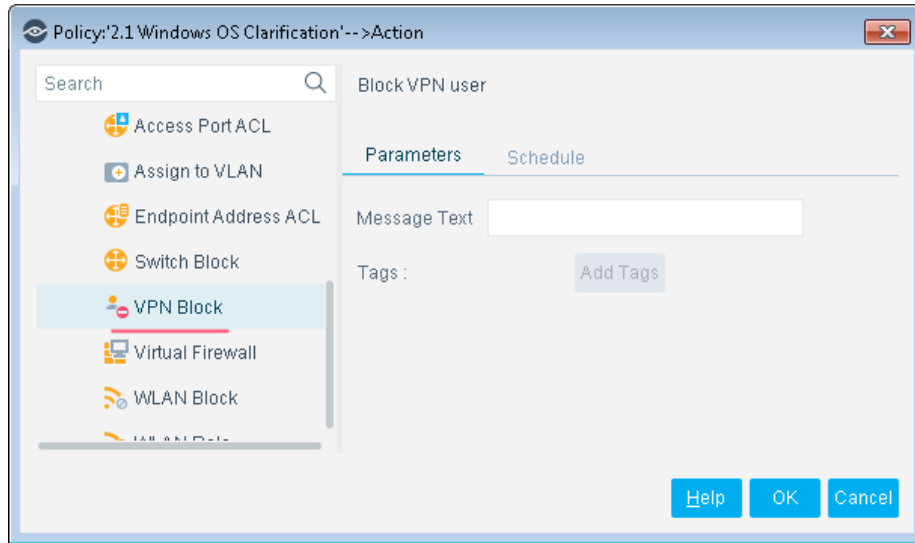 Policy:'2.1 Windows OS Clarification'-->Action
Search
Access Port ACL
Assign to VLAN
Endpoint Address ACL
Switch Block
VPN Block
Virtual Firewall
WLAN Block
Block VPN user
Parameters Schedule
Message Text
Tags : Add Tags
Help OK Cancel